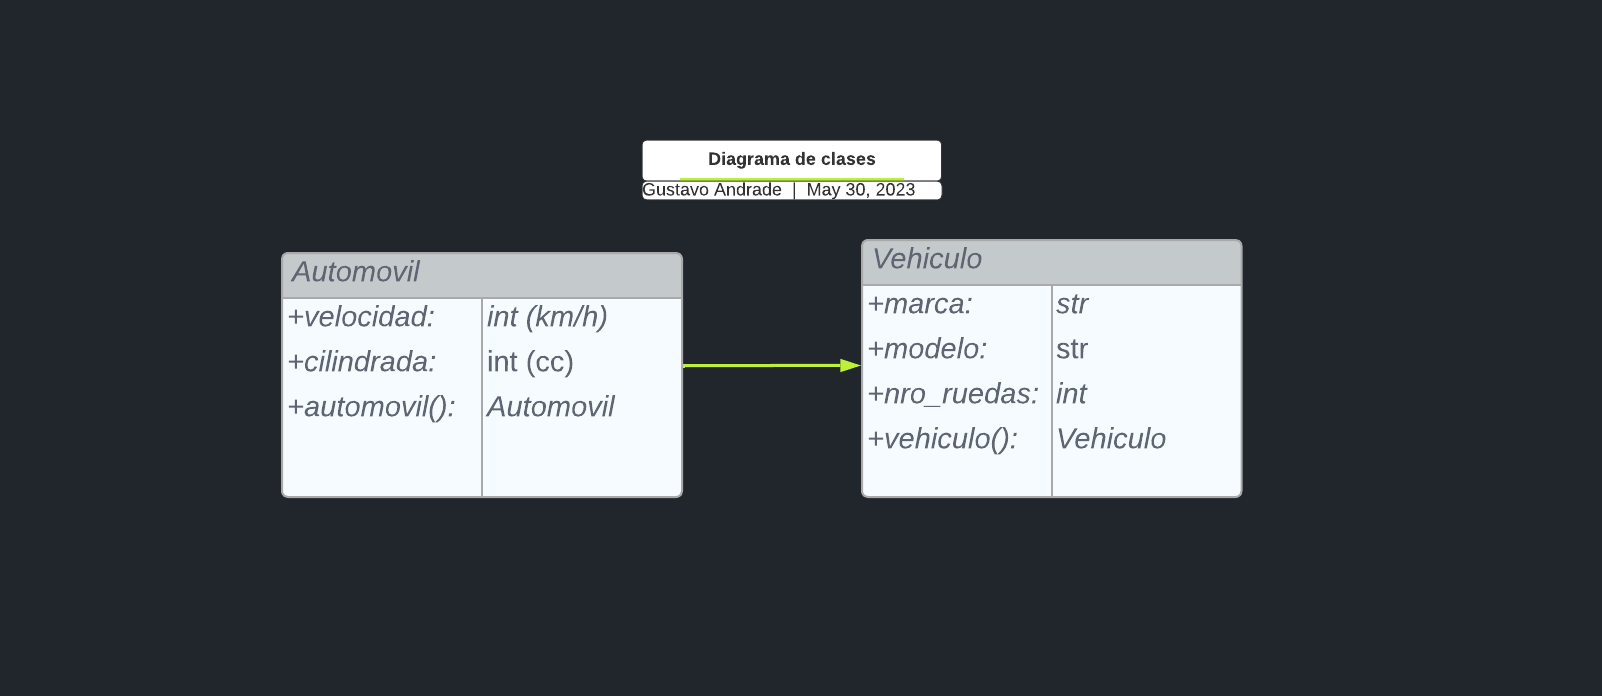 Diagrama de clases
Gustavo Andrade | May 30, 2023
Automovil
+velocidad: int (km/h)
+cilindrada: int (cc)
+automovil(): Automovil
Vehiculo
+marca: str
+modelo: str
+nro_ruedas: int
+vehiculo(): Vehiculo